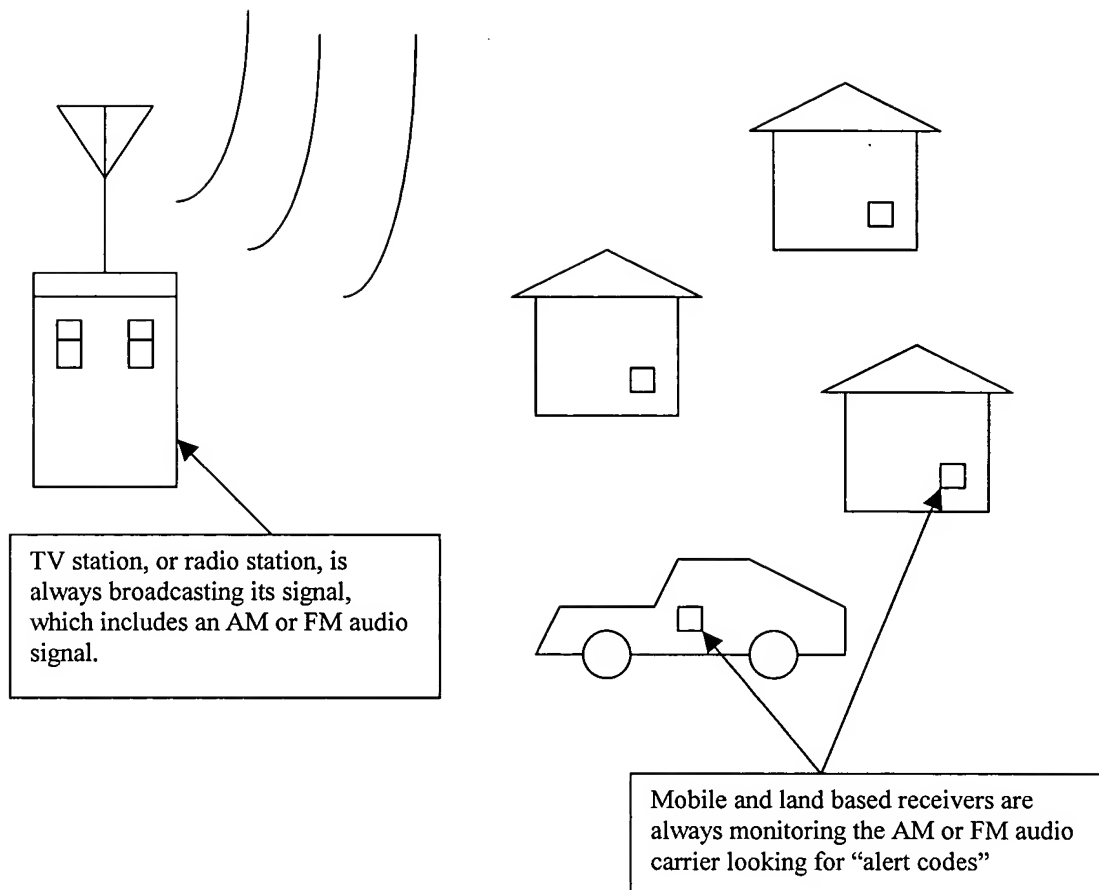 TV station, or radio station, is
always broadcasting its signal,
which includes an AM or FM audio
signal.
Mobile and land based receivers are
always monitoring the AM or FM audio
carrier looking for “alert codes”